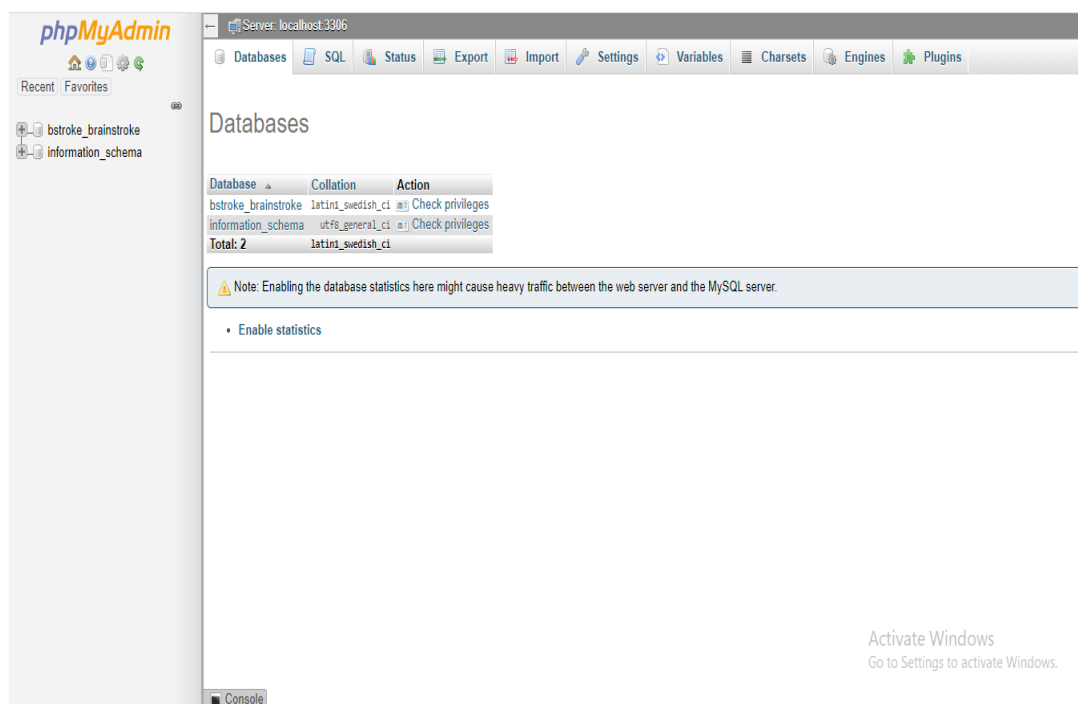 phpMyAdmin
Recent Favorites
bstroke_brainstroke
information_schema
Server: localhost:3306
Databases SQL Status Export Import Settings Variables Charsets Engines Plugins
Databases
Database Collation Action
bstroke_brainstroke latin1_swedish_ci Check privileges
information_schema utf8_general_ci Check privileges
Total: 2 latin1_swedish_ci
Note: Enabling the database statistics here might cause heavy traffic between the web server and the MySQL server.
Enable statistics
Activate Windows
Go to Settings to activate Windows.
Console